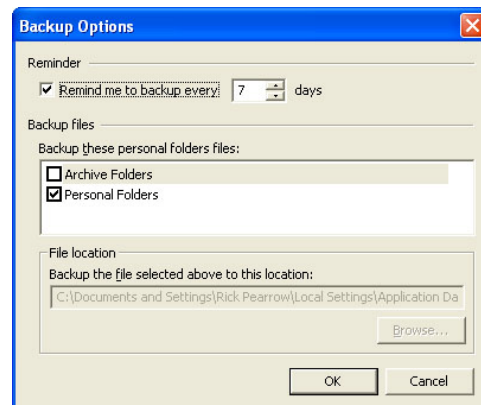 Backup Options
Reminder
Remind me to backup every 7 days
Backup files
Backup these personal folders files:
Archive Folders
Personal Folders
File location
Backup the file selected above to this location:
C:\Documents and Settings\Rick Pearrow\Local Settings\Application Da
Browse...
OK Cancel